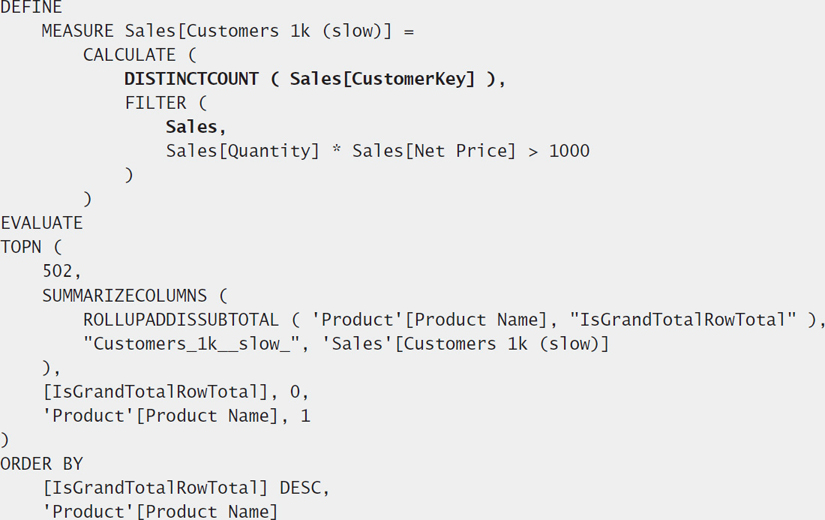 DEFINE
    MEASURE Sales[Customers 1k (slow)] =
        CALCULATE (
            DISTINCTCOUNT ( Sales[CustomerKey] ),
            FILTER (
                Sales,
                Sales[Quantity] * Sales[Net Price] > 1000
            )
        )
EVALUATE
TOPN (
    502,
    SUMMARIZECOLUMNS (
        ROLLUPADDISSUBTOTAL ( 'Product'[Product Name], "IsGrandTotalRowTotal" ),
        "Customers_1k__slow_", 'Sales'[Customers 1k (slow)]
    ),
    [IsGrandTotalRowTotal], 0,
    'Product'[Product Name], 1
)
ORDER BY
    [IsGrandTotalRowTotal] DESC,
    'Product'[Product Name]